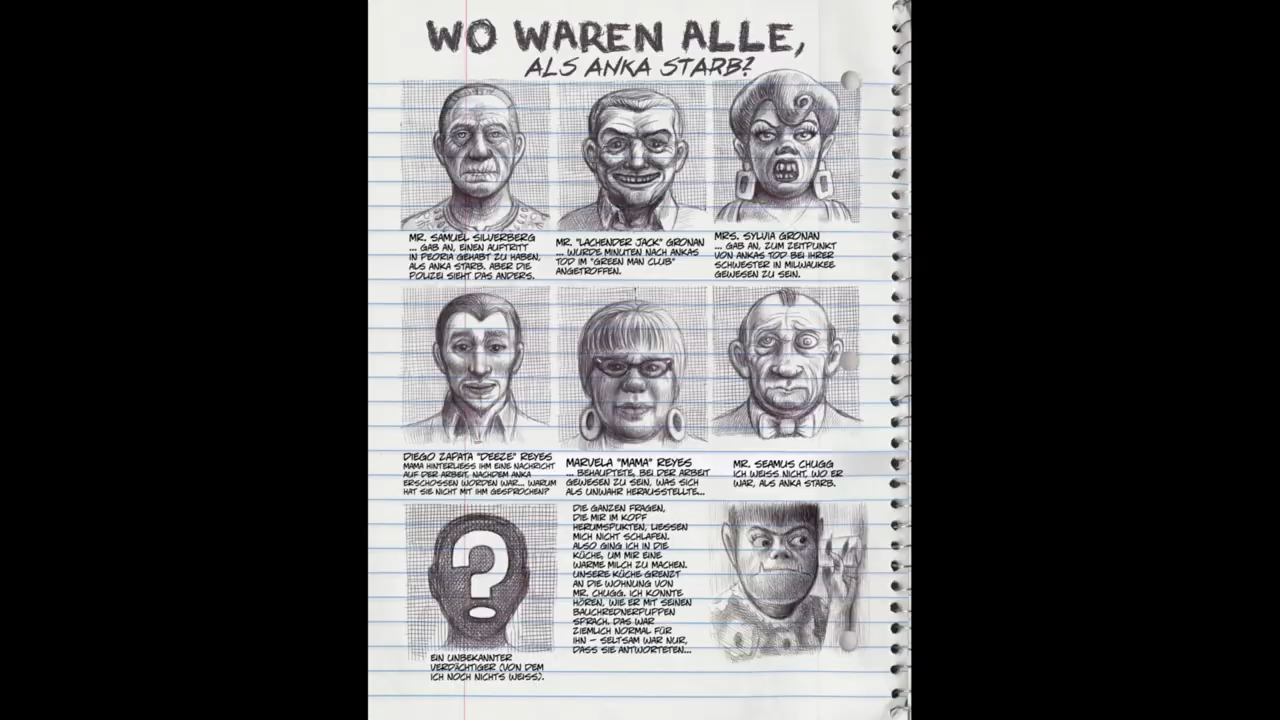 WO WAREN ALLE,
ALS ANKA STARB?
MR. SAMUEL SILVERBERG
... GAB AN, EINEN AUFTRITT
IN PEORIA GEHABT ZU HABEN,
ALS ANKA STARB. ABER DIE
POLIZEI SIEHT DAS ANDERS.
MR. "LACHENDER JACK" GRONAN
... WURDE MINUTEN NACH ANKAS
TOD IM "GREEN MAN CLUB"
ANGETROFFEN.
MRS. SYLVIA GRONAN
... GAB AN, ZUM ZEITPUNKT
VON ANKAS TOD BEI IHRER
SCHWESTER IN MILWAUKEE
GEWESEN ZU SEIN.
DIEGO ZAPATA "DEEZE" REYES
MAMA HINTERLIESS IHM EINE NACHRICHT
AUF DER ARBEIT, NACHDEM ANKA
ERSCHOSSEN WORDEN WAR... WARUM
HAT SIE NICHT MIT IHM GESPROCHEN?
MARVELA "MAMA" REYES
... BEHAUPTETE, BEI DER ARBEIT
GEWESEN ZU SEIN, WAS SICH
ALS UNWAHR HERAUSSTELLTE...
MR. SEAMUS CHUGG
ICH WEISS NICHT, WO ER
WAR, ALS ANKA STARB.
?
EIN UNBEKANNTER
VERDÄCHTIGER (VON DEM
ICH NOCH NICHTS WEISS).
DIE GANZEN FRAGEN,
DIE MIR IM KOPF
HERUMSPUKTEN, LIESSEN
MICH NICHT SCHLAFEN.
ALSO GING ICH IN DIE
KÜCHE, UM MIR EINE
WARME MILCH ZU MACHEN.
UNSERE KÜCHE GRENZT
AN DIE WOHNUNG VON
MR. CHUGG. ICH KONNTE
HÖREN, WIE ER MIT SEINEN
BAUCHREDNERPUPPEN
SPRACH. DAS WAR
ZIEMLICH NORMAL FÜR
IHN – SELTSAM WAR NUR,
DASS SIE ANTWORTETEN...